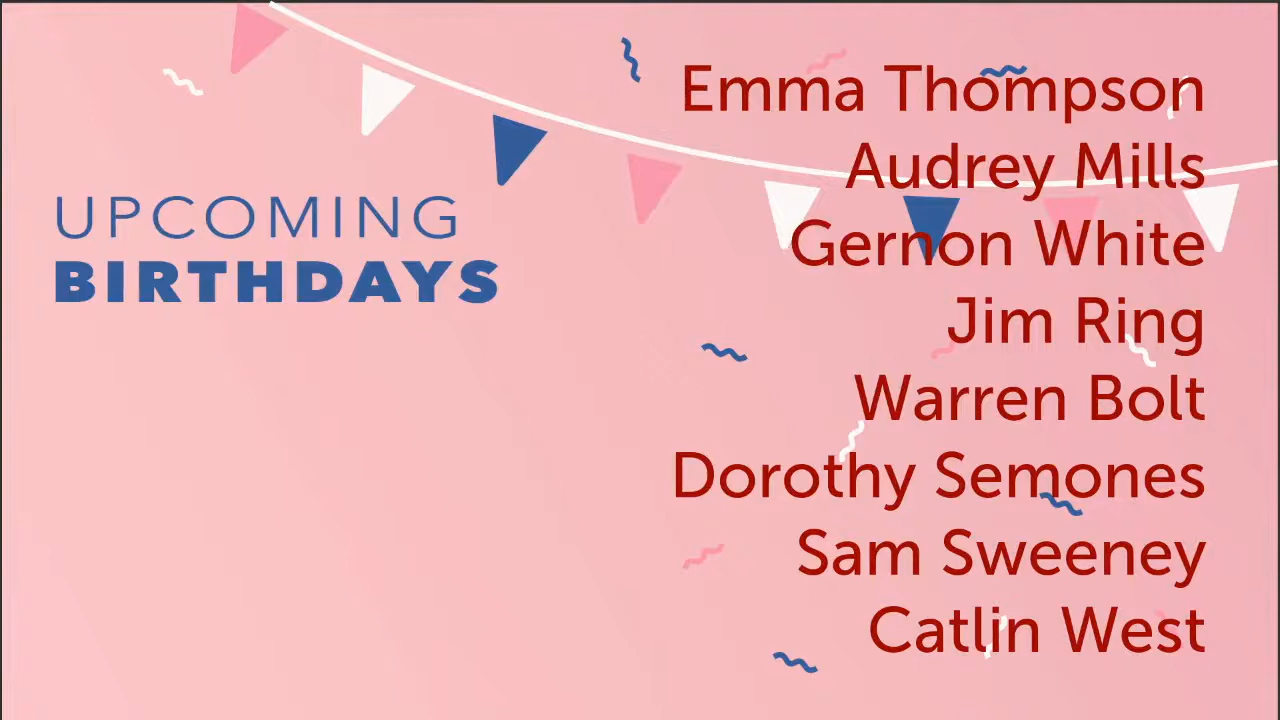 UPCOMING
BIRTHDAYS
Emma Thompson
Audrey Mills
Gernon White
Jim Ring
Warren Bolt
Dorothy Semones
Sam Sweeney
Catlin West